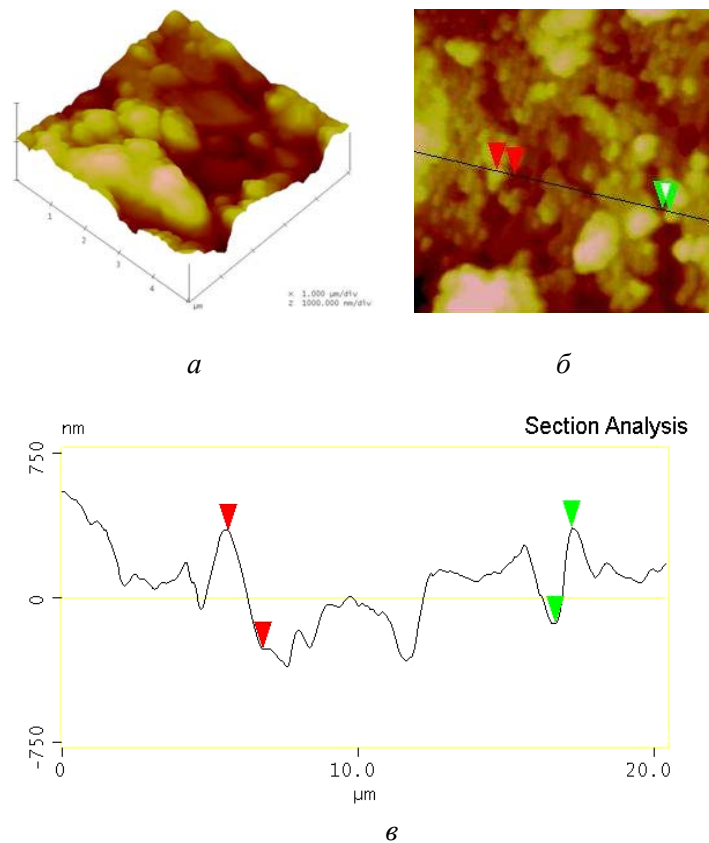 1
2
3
4
µm
X 1.000 µm/div
Z 1000.000 nm/div
а
б
nm
Section Analysis
750
0
-750
0
10.0
20.0
µm
в